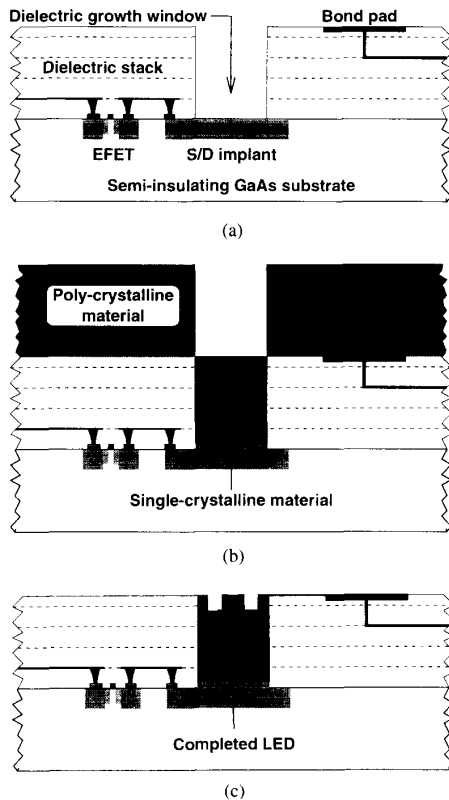 Dielectric growth window
Bond pad
Dielectric stack
EFET
S/D implant
Semi-insulating GaAs substrate
(a)
Poly-crystalline
material
Single-crystalline material
(b)
Completed LED
(c)